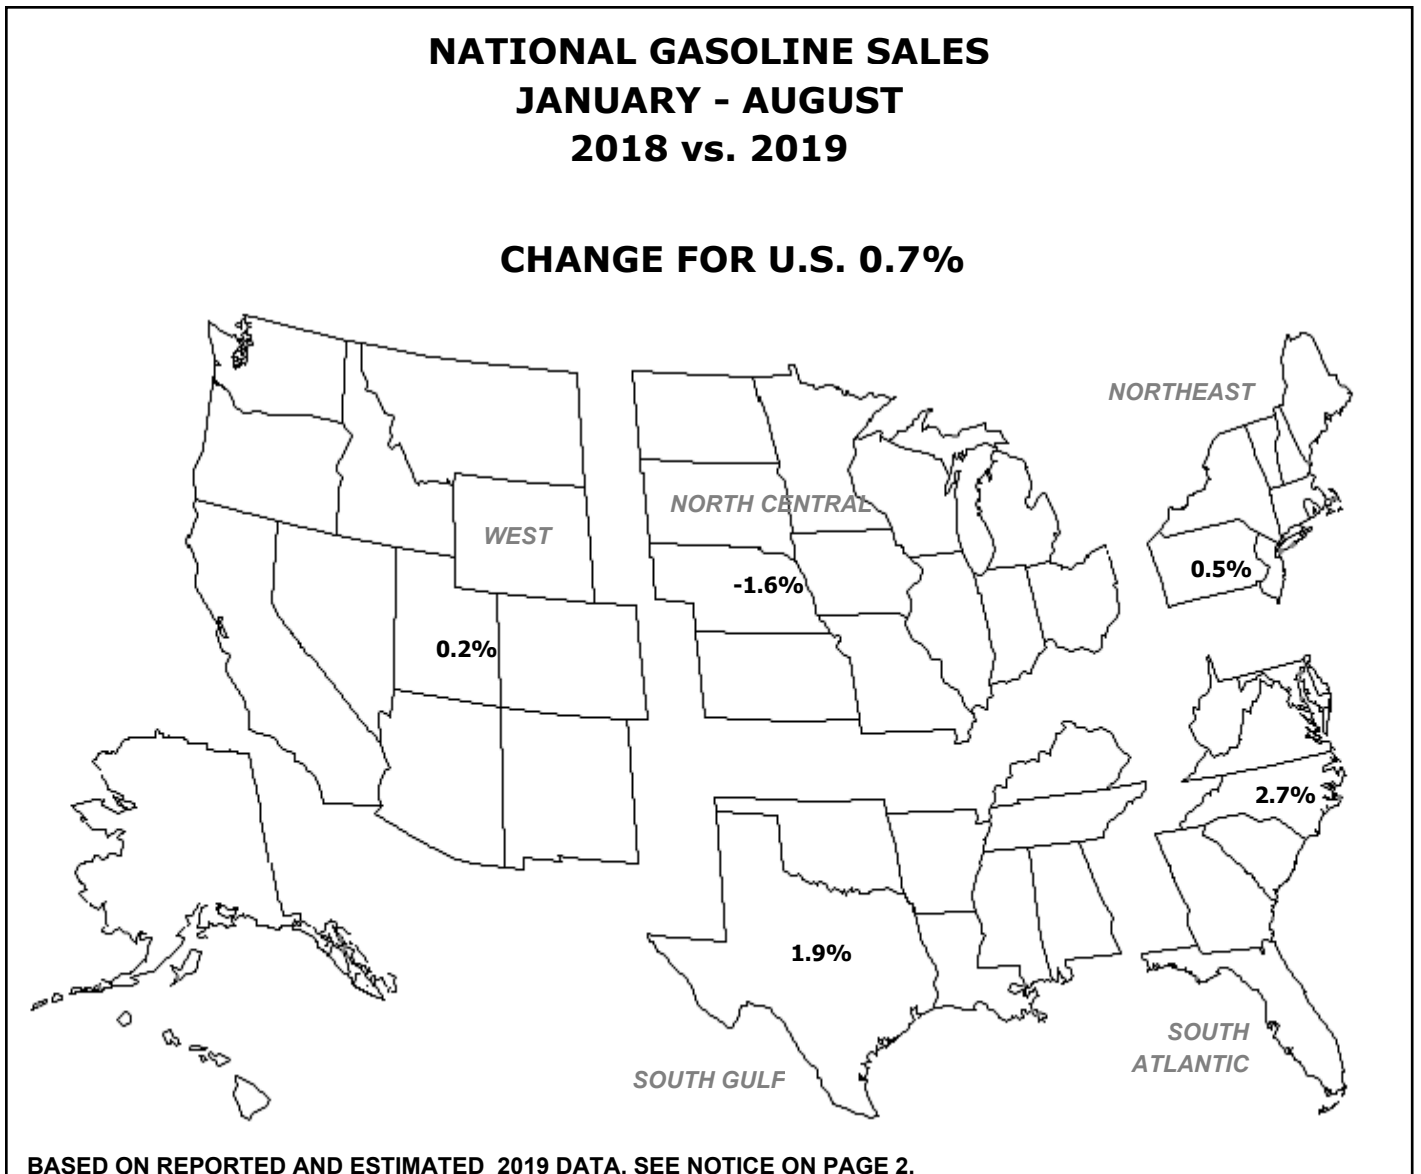 NATIONAL GASOLINE SALES
JANUARY - AUGUST
2018 vs. 2019
CHANGE FOR U.S. 0.7%
NORTHEAST
NORTH CENTRAL
WEST
0.5%
-1.6%
0.2%
2.7%
1.9%
SOUTH
ATLANTIC
SOUTH GULF
BASED ON REPORTED AND ESTIMATED 2019 DATA. SEE NOTICE ON PAGE 2.